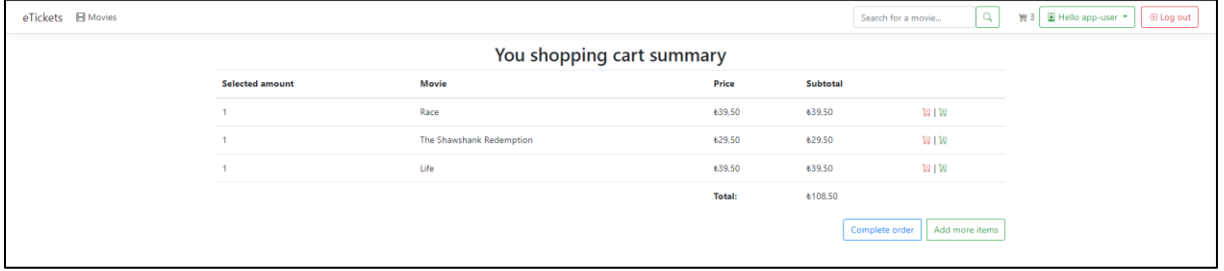 eTickets Movies Search for a movie... 3 Hello app-user Log out
You shopping cart summary
Selected amount Movie Price Subtotal
1 Race ₺39,50 ₺39,50 |
1 The Shawshank Redemption ₺29,50 ₺29,50 |
1 Life ₺39,50 ₺39,50 |
Total: ₺108,50
Complete order Add more items